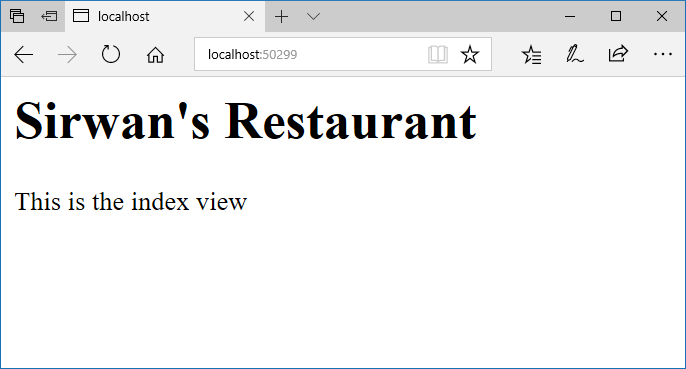 localhost
localhost:50299
Sirwan's Restaurant
This is the index view